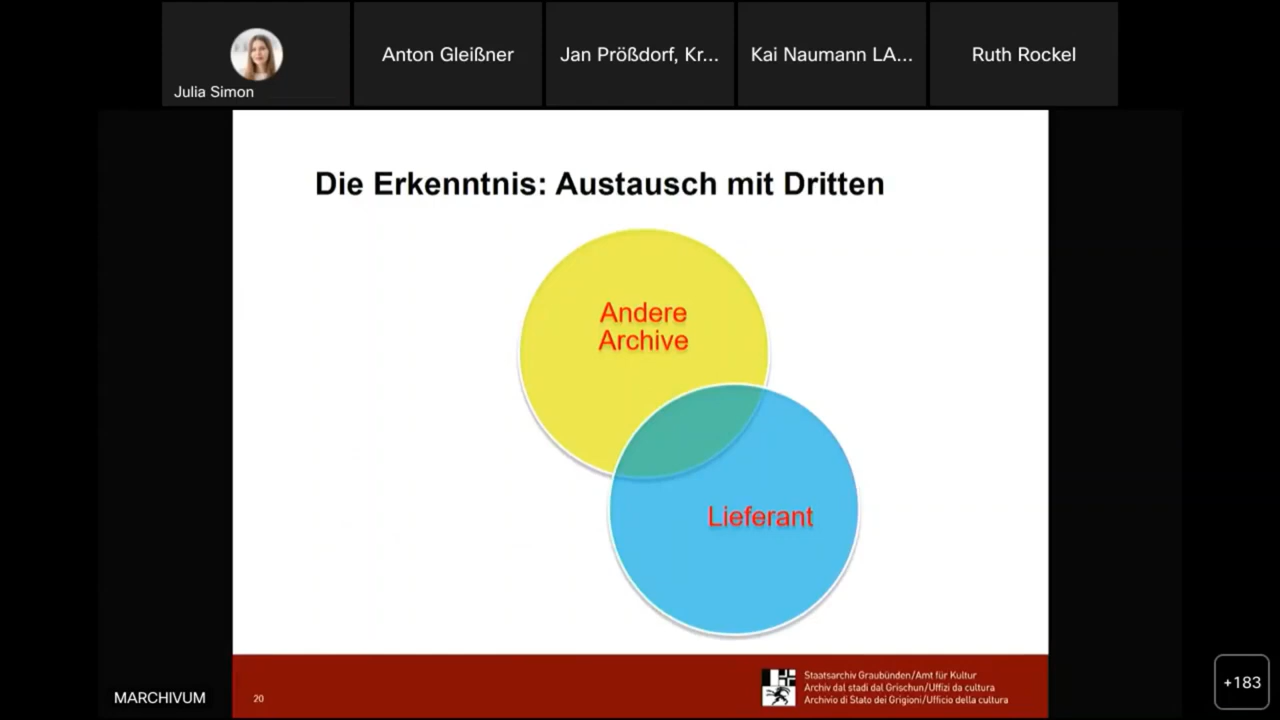 Julia Simon
Anton Gleißner
Jan Prößdorf, Kr...
Kai Naumann LA...
Ruth Rockel
Die Erkenntnis: Austausch mit Dritten
Andere
Archive
Lieferant
MARCHIVUM
20
Staatsarchiv Graubünden/Amt für Kultur
Archiv dal stadi dal Grischun/Uffizi da cultura
Archivio di Stato dei Grigioni/Ufficio della cultura
+183